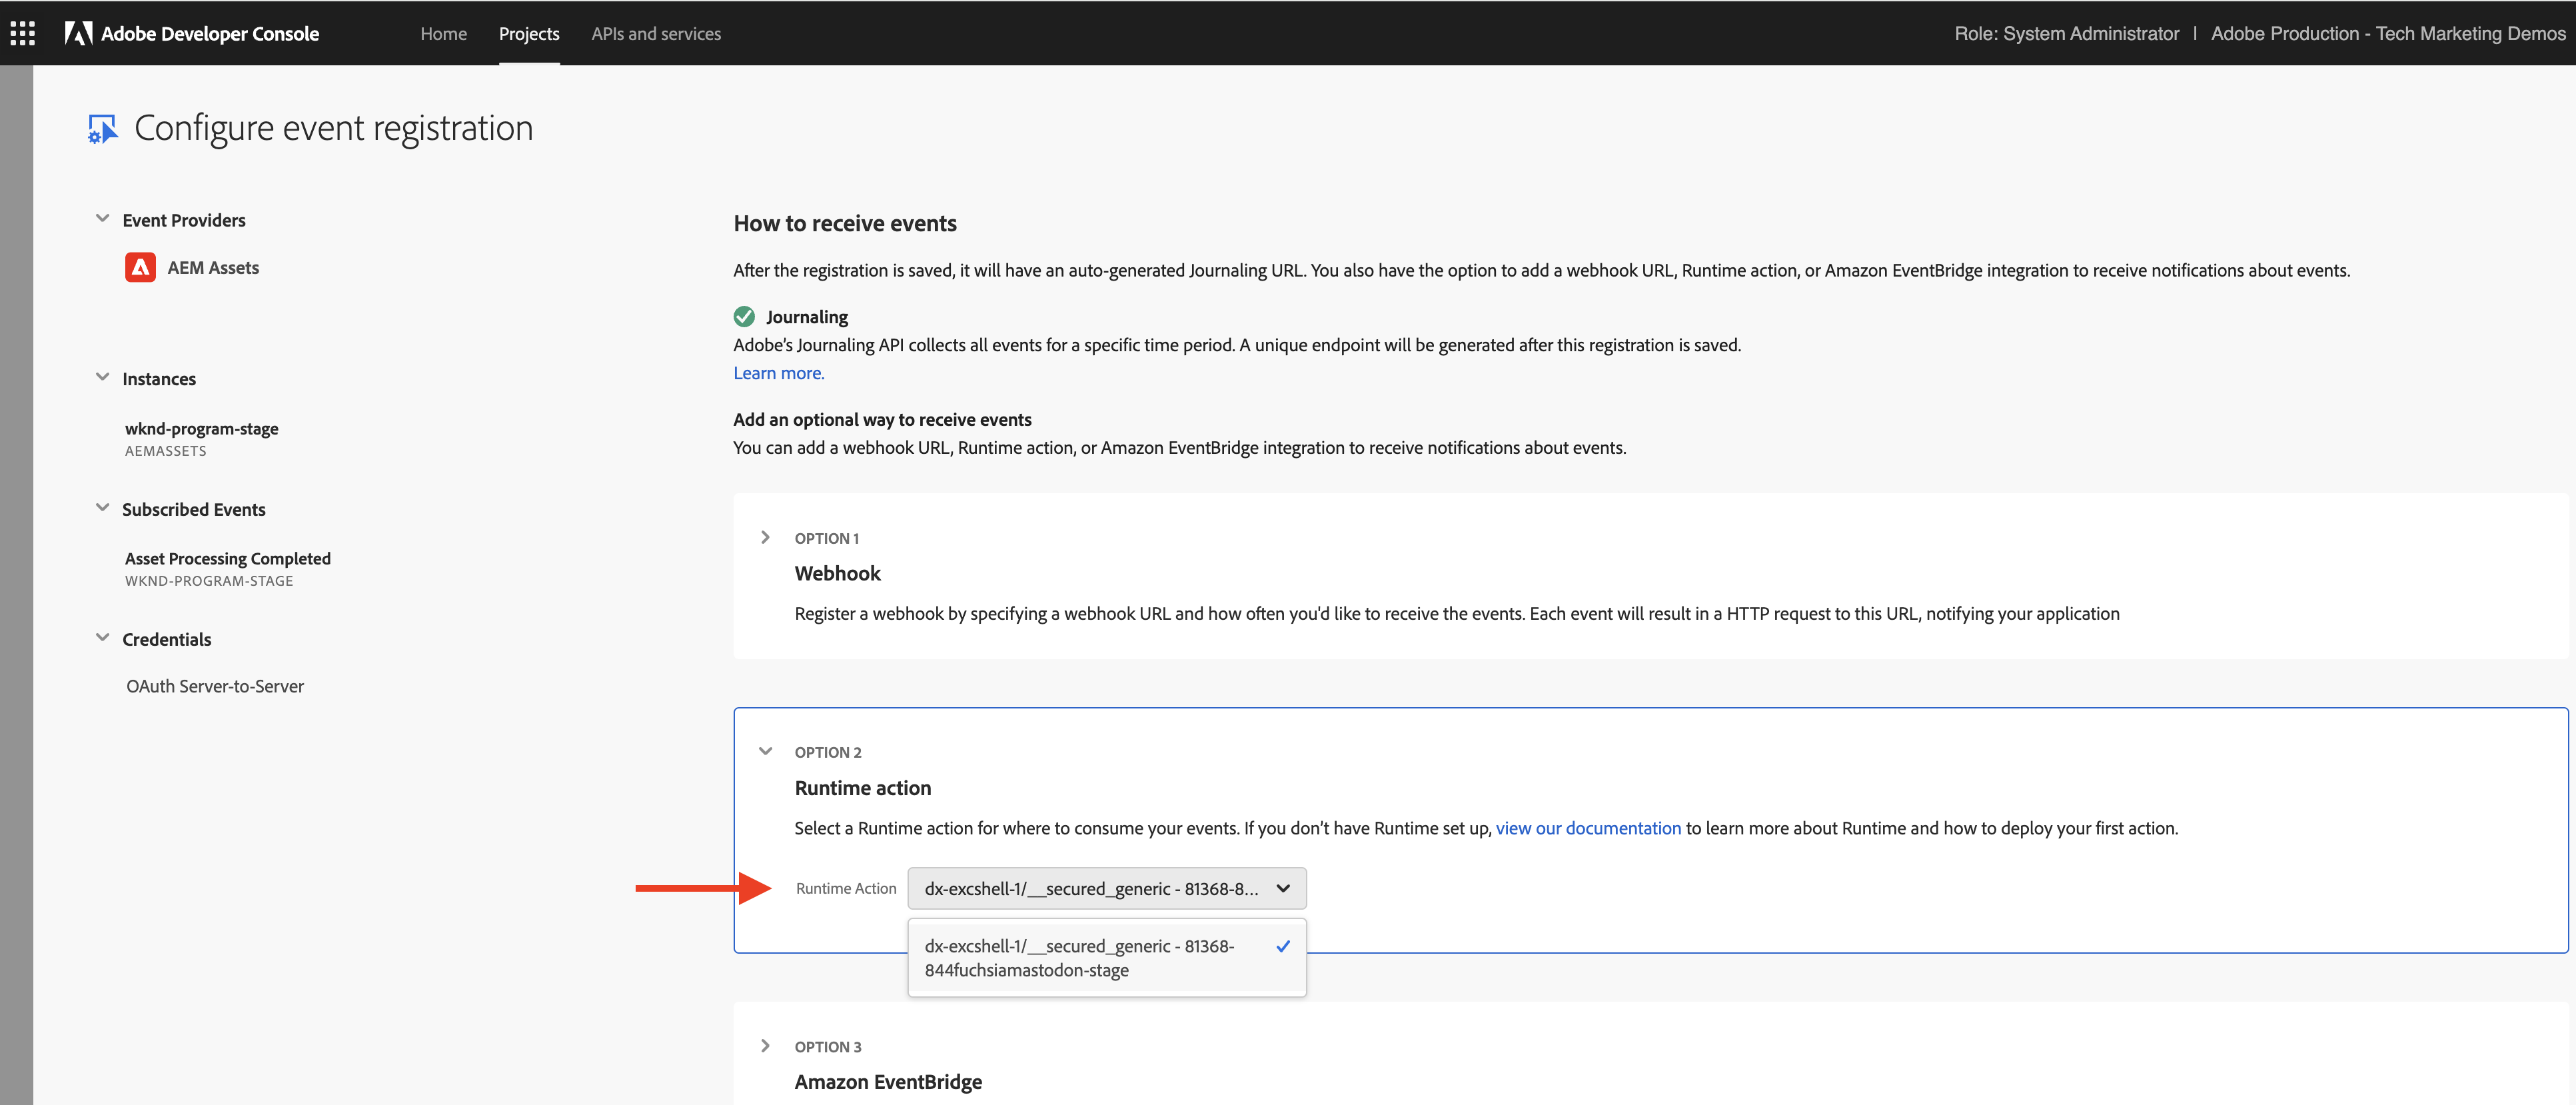 Adobe Developer Console
Home
Projects
APIs and services
Role: System Administrator | Adobe Production - Tech Marketing Demos
Configure event registration
Event Providers
AEM Assets
Instances
wknd-program-stage
AEMASSETS
Subscribed Events
Asset Processing Completed
WKND-PROGRAM-STAGE
Credentials
OAuth Server-to-Server
How to receive events
After the registration is saved, it will have an auto-generated Journaling URL. You also have the option to add a webhook URL, Runtime action, or Amazon EventBridge integration to receive notifications about events.
Journaling
Adobe's Journaling API collects all events for a specific time period. A unique endpoint will be generated after this registration is saved.
Learn more.
Add an optional way to receive events
You can add a webhook URL, Runtime action, or Amazon EventBridge integration to receive notifications about events.
OPTION 1
Webhook
Register a webhook by specifying a webhook URL and how often you'd like to receive the events. Each event will result in a HTTP request to this URL, notifying your application
OPTION 2
Runtime action
Select a Runtime action for where to consume your events. If you don't have Runtime set up, view our documentation to learn more about Runtime and how to deploy your first action.
Runtime Action
dx-excshell-1/__secured_generic - 81368-8...
dx-excshell-1/__secured_generic - 81368-
844fuchsiamastodon-stage
OPTION 3
Amazon EventBridge